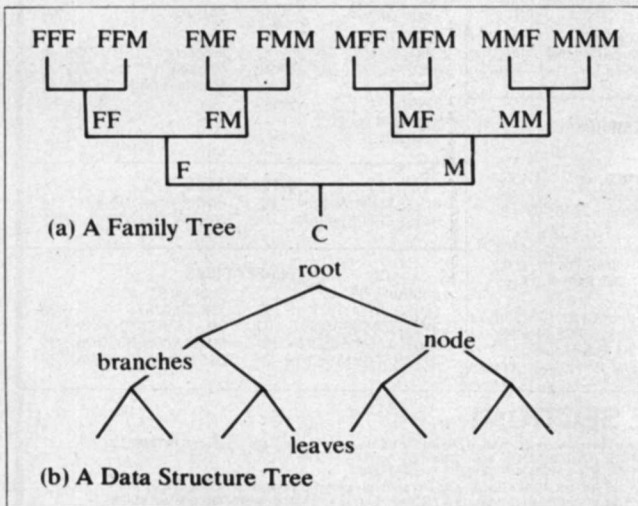 FFF FFM FMF FMM MFF MFM MMF MMM
FF FM MF MM
F M
(a) A Family Tree C
root
branches node
leaves
(b) A Data Structure Tree